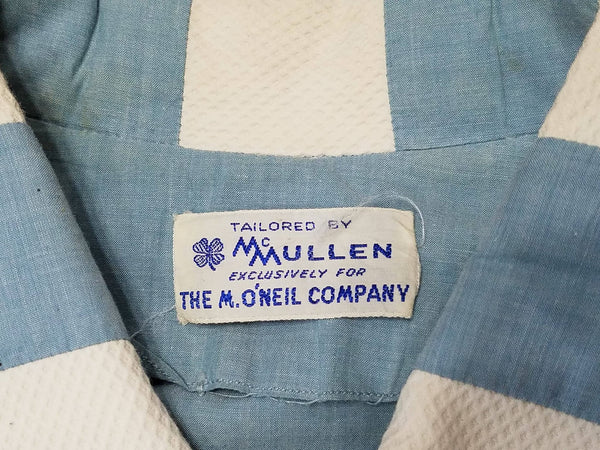 TAILORED BY
McMULLEN
EXCLUSIVELY FOR
THE M. O'NEIL COMPANY